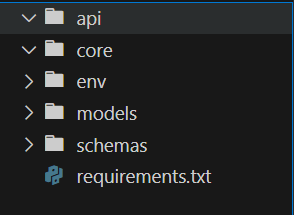 api
core
env
models
schemas
requirements.txt